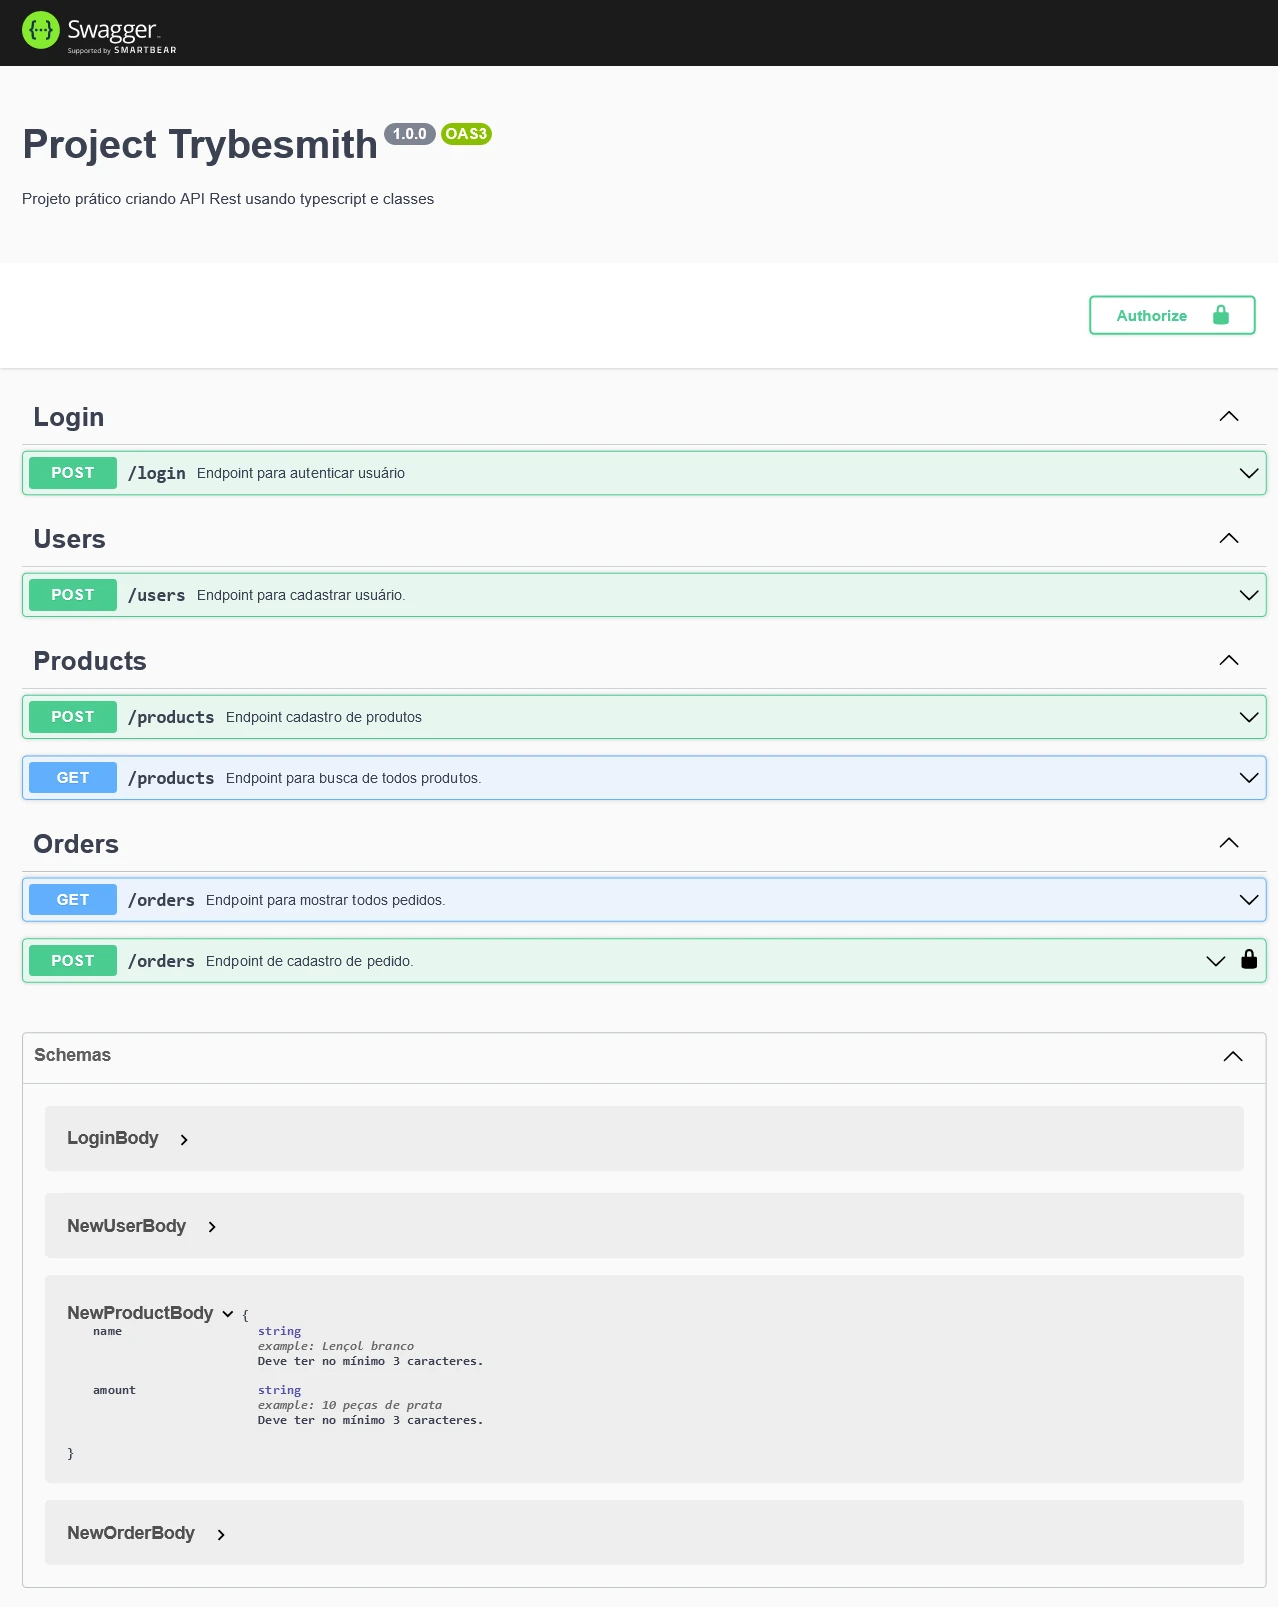 Swagger
Supported by SMARTBEAR
Project Trybesmith 1.0.0 OAS3
Projeto prático criando API Rest usando typescript e classes
Authorize
Login
POST /login Endpoint para autenticar usuário
Users
POST /users Endpoint para cadastrar usuário.
Products
POST /products Endpoint cadastro de produtos
GET /products Endpoint para busca de todos produtos.
Orders
GET /orders Endpoint para mostrar todos pedidos.
POST /orders Endpoint de cadastro de pedido.
Schemas
LoginBody
NewUserBody
NewProductBody {
name string
example: Lençol branco
Deve ter no mínimo 3 caracteres.
amount string
example: 10 peças de prata
Deve ter no mínimo 3 caracteres.
}
NewOrderBody